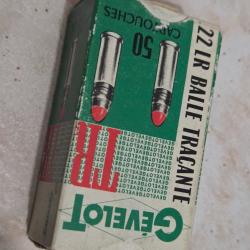 22 LR BALLE TRAÇANTE
50
CARTOUCHES
TR
GÉVELOT